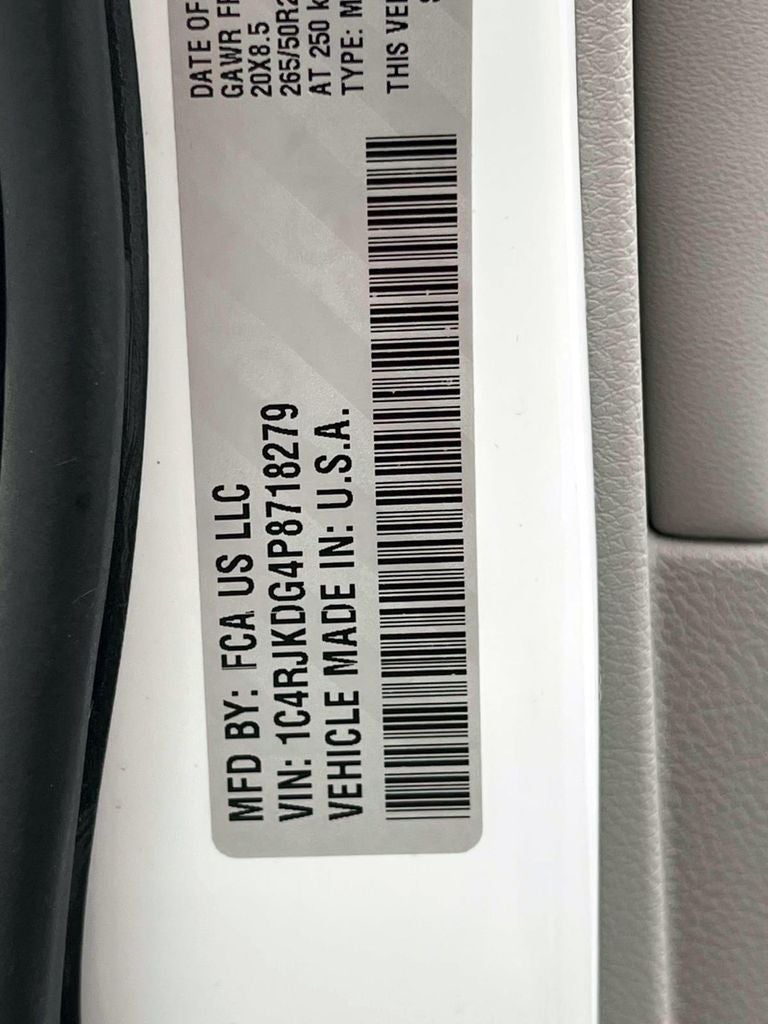 MFD BY: FCA US LLC
VIN: 1C4RJKDG4P8718279
VEHICLE MADE IN: U.S.A.
DATE OF
GAWR
20X8.5
265/50R2
AT 250
TYPE: M
THIS